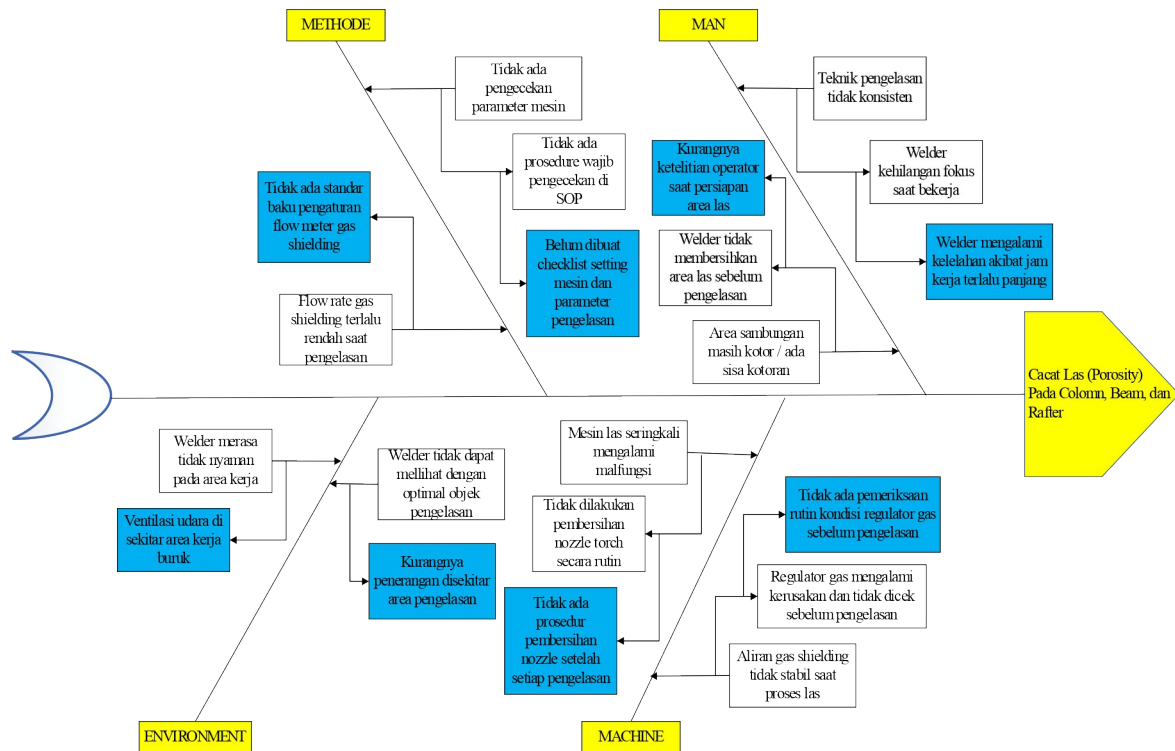 METHODE
MAN
Tidak ada
pengecekan
parameter mesin
Tidak ada
prosedure wajib
pengecekan di
SOP
Belum dibuat
checklist setting
mesin dan
parameter
pengelasan
Tidak ada standar
baku pengaturan
flow meter gas
shielding
Flow rate gas
shielding terlalu
rendah saat
pengelasan
Teknik pengelasan
tidak konsisten
Welder
kehilangan fokus
saat bekerja
Welder mengalami
kelelahan akibat jam
kerja terlalu panjang
Kurangnya
ketelitian operator
saat persiapan
area las
Welder tidak
membersihkan
area las sebelum
pengelasan
Area sambungan
masih kotor / ada
sisa kotoran
Cacat Las (Porosity)
Pada Colomn, Beam, dan
Rafter
Welder merasa
tidak nyaman
pada area kerja
Ventilasi udara di
sekitar area kerja
buruk
Welder tidak dapat
mellihat dengan
optimal objek
pengelasan
Kurangnya
penerangan disekitar
area pengelasan
Mesin las seringkali
mengalami
malfungsi
Tidak dilakukan
pembersihan
nozzle torch
secara rutin
Tidak ada
prosedur
pembersihan
nozzle setelah
setiap pengelasan
Tidak ada pemeriksaan
rutin kondisi regulator gas
sebelum pengelasan
Regulator gas mengalami
kerusakan dan tidak dicek
sebelum pengelasan
Aliran gas shielding
tidak stabil saat
proses las
ENVIRONMENT
MACHINE